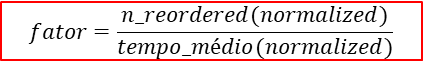 fator = n_reordered(normalized)
tempo_médio(normalized)